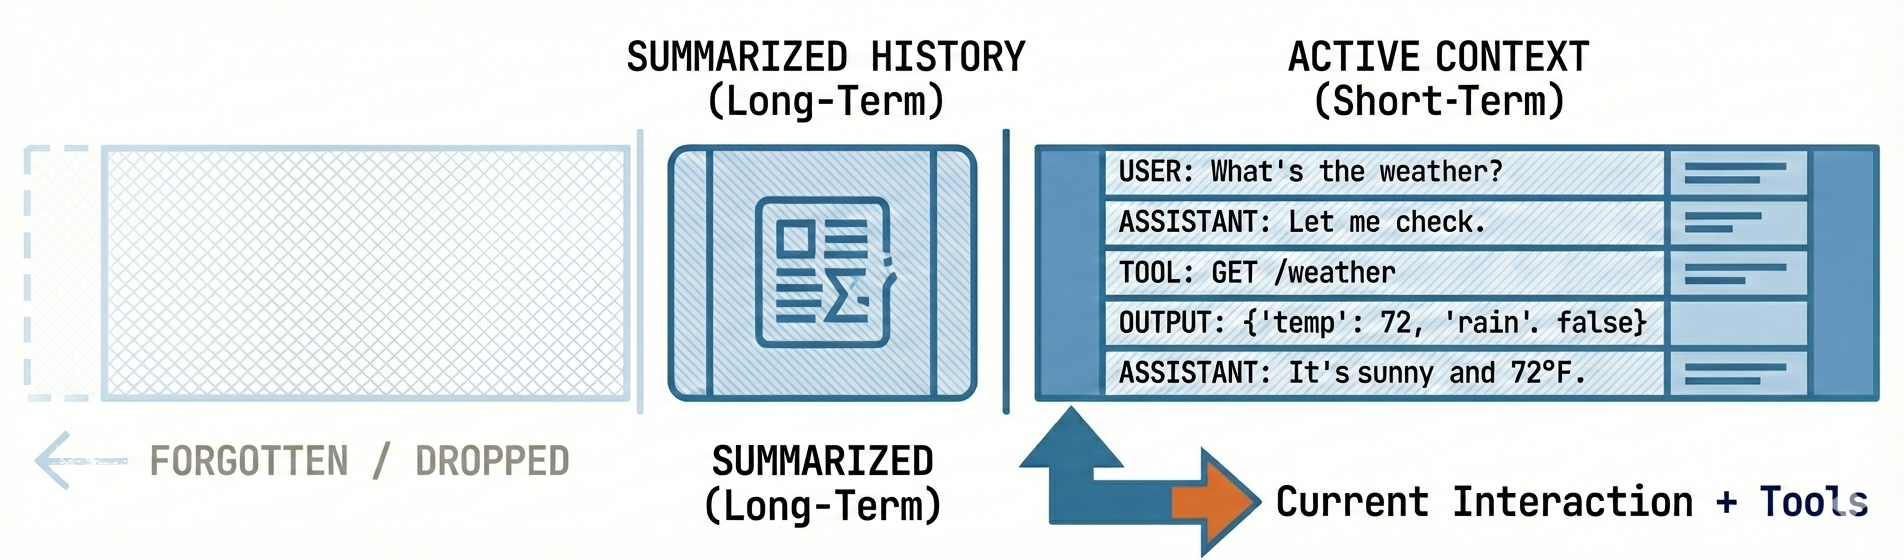 SUMMARIZED HISTORY
(Long-Term)
ACTIVE CONTEXT
(Short-Term)
USER: What's the weather?
ASSISTANT: Let me check.
TOOL: GET /weather
OUTPUT: {'temp': 72, 'rain'. false}
ASSISTANT: It's sunny and 72°F.
FORGOTTEN / DROPPED
SUMMARIZED
(Long-Term)
Current Interaction + Tools